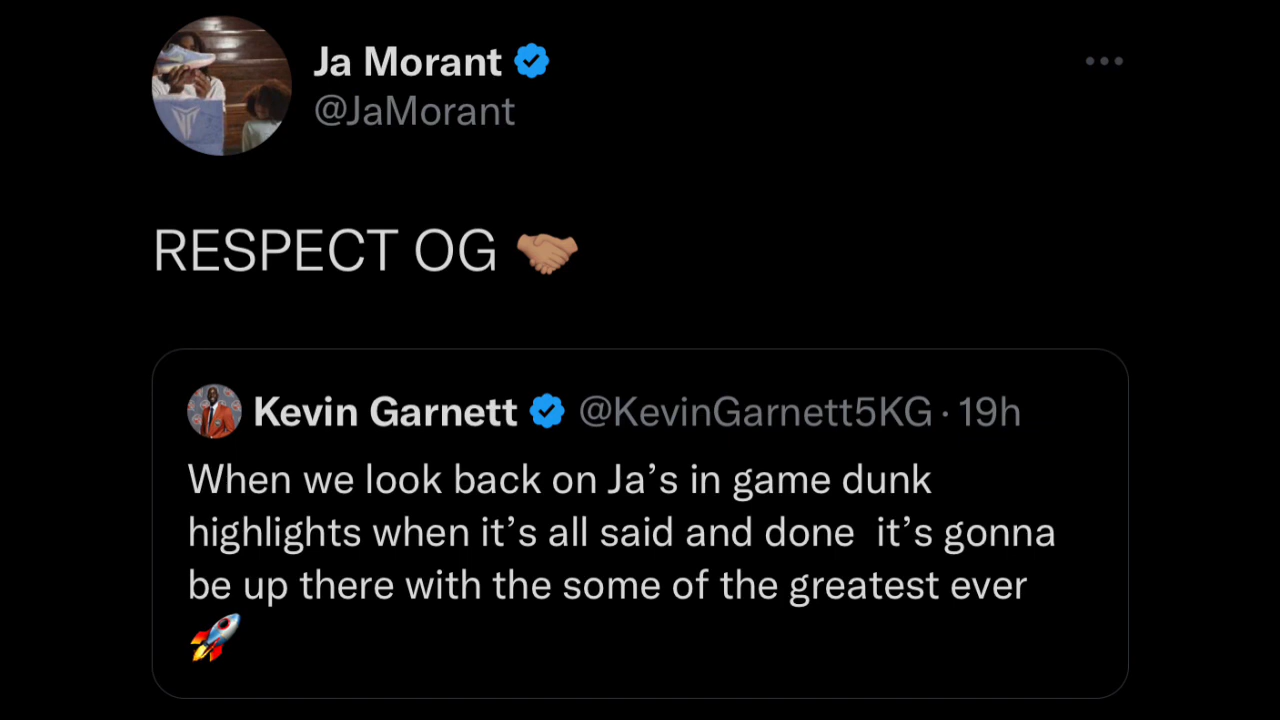 Ja Morant
@JaMorant
RESPECT OG 🤝🏼
Kevin Garnett @KevinGarnett5KG · 19h
When we look back on Ja’s in game dunk
highlights when it’s all said and done  it’s gonna
be up there with the some of the greatest ever
🚀